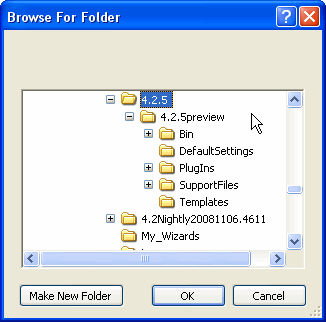 Browse For Folder
4.2.5
4.2.5preview
Bin
DefaultSettings
PlugIns
SupportFiles
Templates
4.2Nightly20081106.4611
My_Wizards
Make New Folder
OK
Cancel